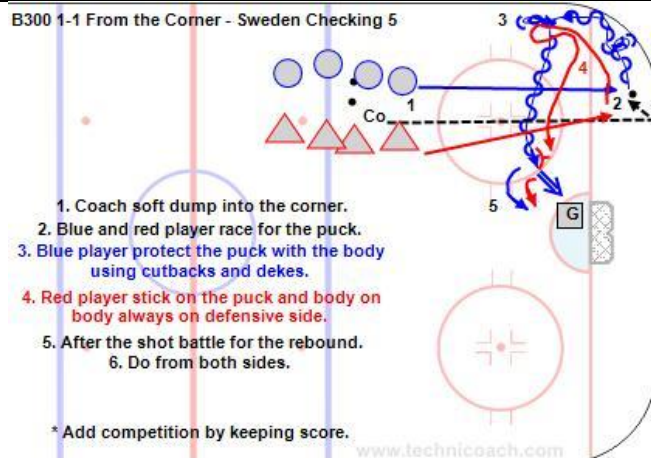 B300 1-1 From the Corner - Sweden Checking 5
3
4
1
2
Co
1. Coach soft dump into the corner.
2. Blue and red player race for the puck.
3. Blue player protect the puck with the body
using cutbacks and dekes.
4. Red player stick on the puck and body on
body always on defensive side.
5. After the shot battle for the rebound.
6. Do from both sides.
5
G
* Add competition by keeping score.
www.technicoach.com